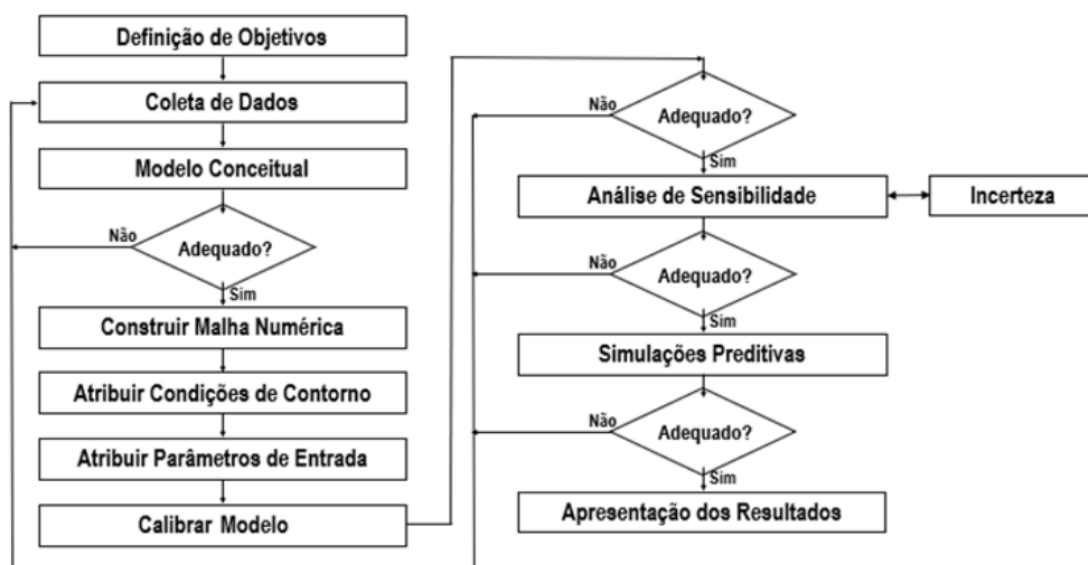 Definição de Objetivos
Coleta de Dados
Modelo Conceitual
Não
Adequado?
Sim
Construir Malha Numérica
Atribuir Condições de Contorno
Atribuir Parâmetros de Entrada
Calibrar Modelo
Não
Adequado?
Sim
Análise de Sensibilidade
Incerteza
Não
Adequado?
Sim
Simulações Preditivas
Não
Adequado?
Sim
Apresentação dos Resultados